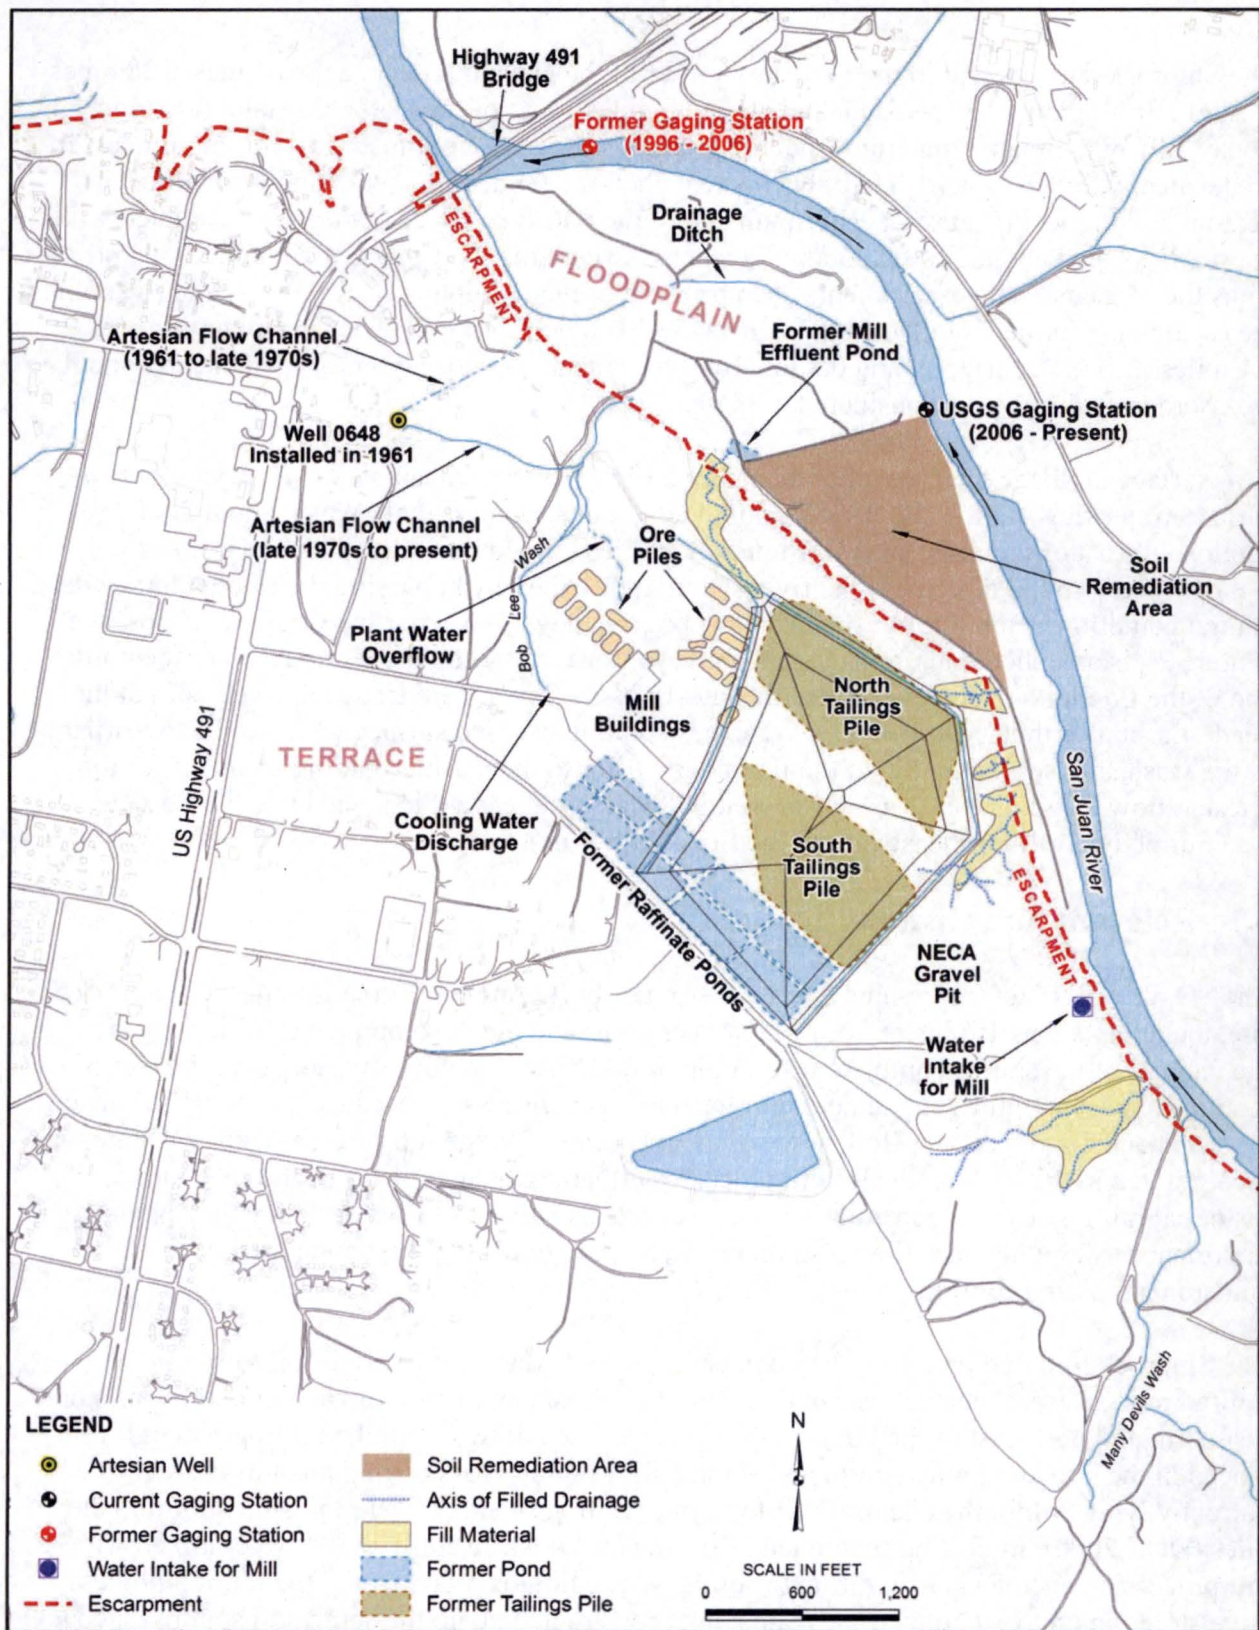 Highway 491
Bridge
Former Gaging Station
(1996 - 2006)
Drainage
Ditch
ESCARPMENT
FLOODPLAIN
Artesian Flow Channel
(1961 to late 1970s)
Former Mill
Effluent Pond
Well 0648
Installed in 1961
USGS Gaging Station
(2006 - Present)
Artesian Flow Channel
(late 1970s to present)
Ore
Piles
Soil
Remediation
Area
Bob Lee Wash
Plant Water
Overflow
Mill
Buildings
North
Tailings
Pile
TERRACE
US Highway 491
San Juan River
Cooling Water
Discharge
South
Tailings
Pile
Former Raffinate Ponds
ESCARPMENT
NECA
Gravel
Pit
Water
Intake
for Mill
Many Devils Wash
LEGEND
Artesian Well
Current Gaging Station
Former Gaging Station
Water Intake for Mill
Escarpment
Soil Remediation Area
Axis of Filled Drainage
Fill Material
Former Pond
Former Tailings Pile
N
SCALE IN FEET
0 600 1,200